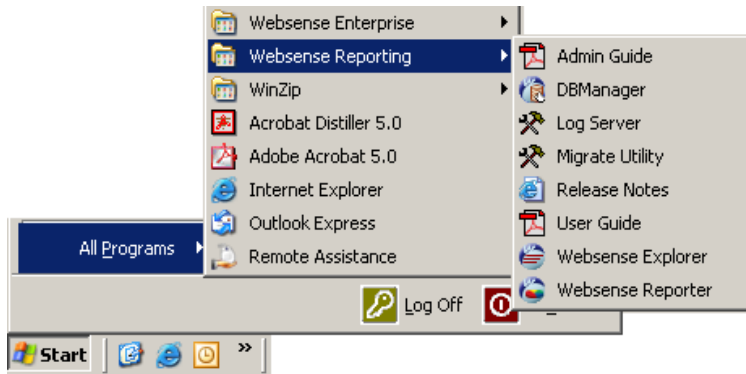 Websense Enterprise
Websense Reporting
WinZip
Acrobat Distiller 5.0
Adobe Acrobat 5.0
Internet Explorer
Outlook Express
Remote Assistance
Admin Guide
DBManager
Log Server
Migrate Utility
Release Notes
User Guide
Websense Explorer
Websense Reporter
All Programs
Log Off
Start
»